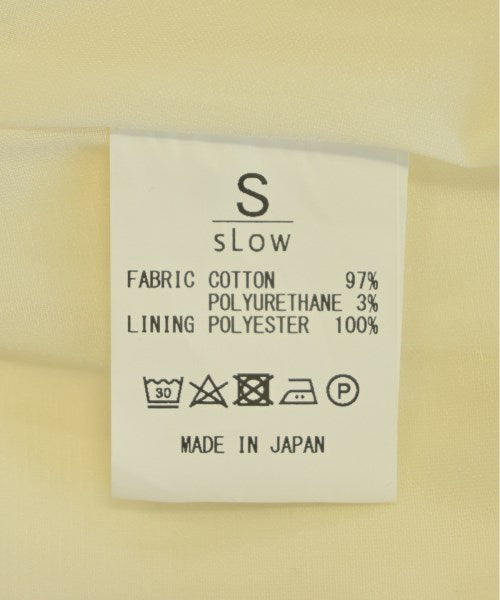 S
sLow
FABRIC COTTON 97%
POLYURETHANE 3%
LINING POLYESTER 100%
30 P
MADE IN JAPAN